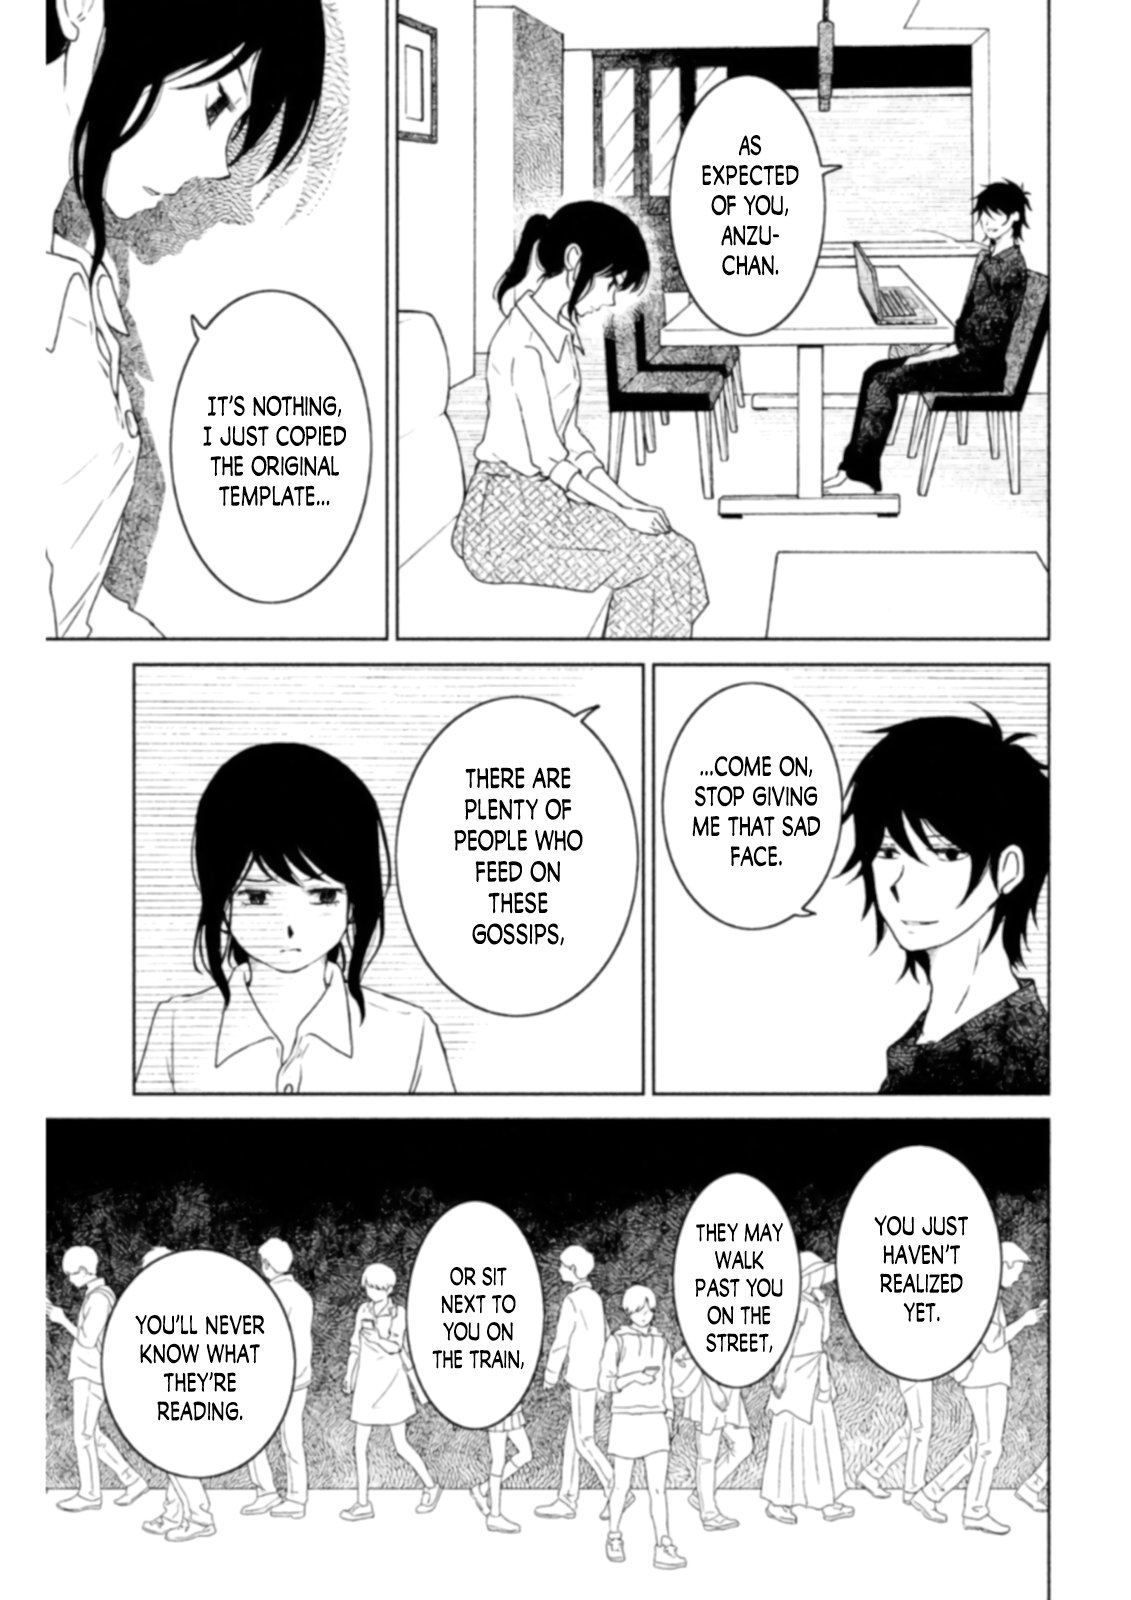 AS
EXPECTED
OF YOU,
ANZU-
CHAN.
IT'S NOTHING,
I JUST COPIED
THE ORIGINAL
TEMPLATE...
...COME ON,
STOP GIVING
ME THAT SAD
FACE.
THERE ARE
PLENTY OF
PEOPLE WHO
FEED ON
THESE
GOSSIPS,
YOU JUST
HAVEN'T
REALIZED
YET.
THEY MAY
WALK
PAST YOU
ON THE
STREET,
OR SIT
NEXT TO
YOU ON
THE TRAIN,
YOU'LL NEVER
KNOW WHAT
THEY'RE
READING.